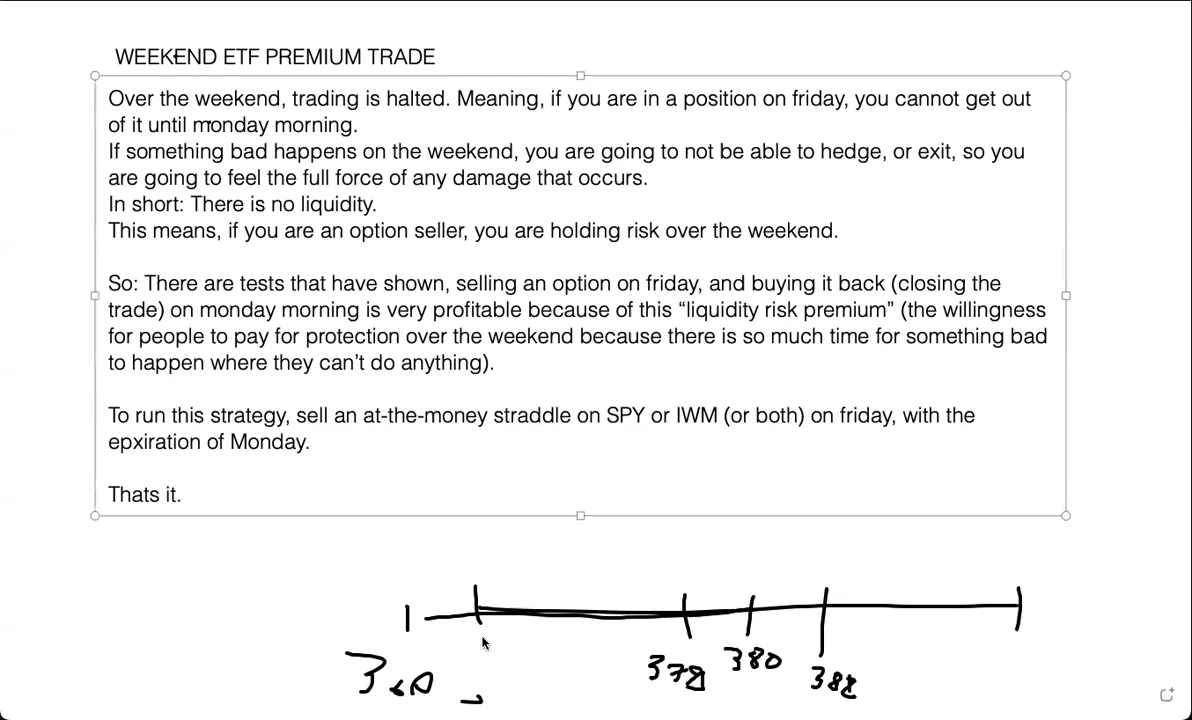 WEEKEND ETF PREMIUM TRADE
Over the weekend, trading is halted. Meaning, if you are in a position on friday, you cannot get out
of it until monday morning.
If something bad happens on the weekend, you are going to not be able to hedge, or exit, so you
are going to feel the full force of any damage that occurs.
In short: There is no liquidity.
This means, if you are an option seller, you are holding risk over the weekend.
So: There are tests that have shown, selling an option on friday, and buying it back (closing the
trade) on monday morning is very profitable because of this “liquidity risk premium” (the willingness
for people to pay for protection over the weekend because there is so much time for something bad
to happen where they can’t do anything).
To run this strategy, sell an at-the-money straddle on SPY or IWM (or both) on friday, with the
epxiration of Monday.
Thats it.
360 378 380 382